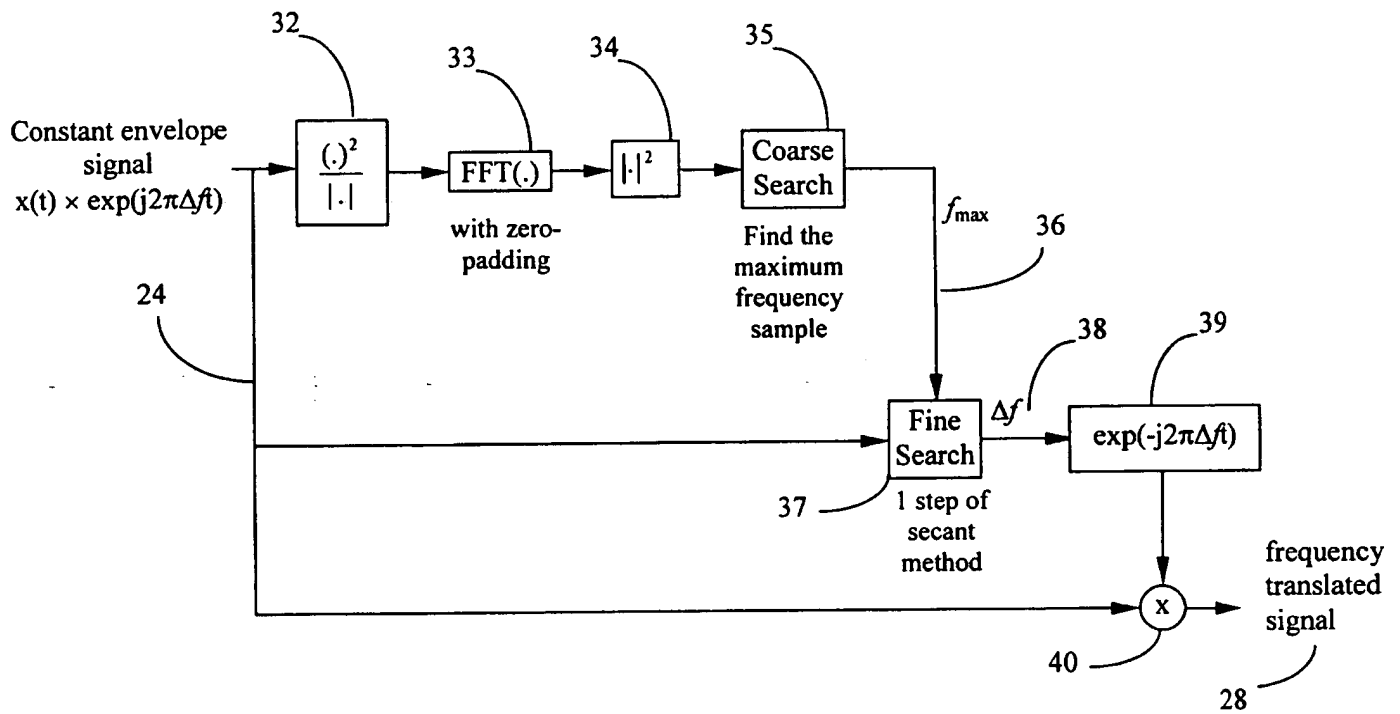 32
33
34
35
Constant envelope
signal
x(t) × exp(j2πΔft)
(.)²
|.|
FFT(.)
with zero-
padding
|.|²
Coarse
Search
Find the
maximum
frequency
sample
fmax
36
24
38
39
Fine
Search
Δf
exp(-j2πΔft)
37
1 step of
secant
method
x
frequency
translated
signal
40
28